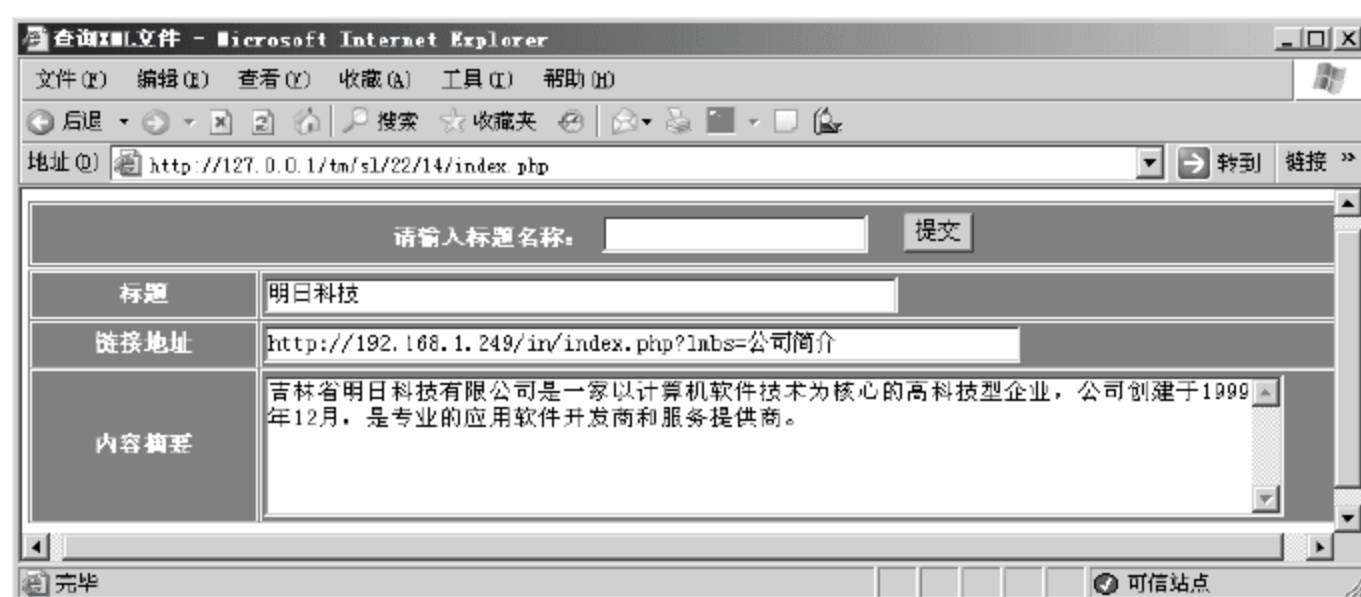 查询XML文件 - Microsoft Internet Explorer
文件(F) 编辑(E) 查看(V) 收藏(A) 工具(T) 帮助(H)
后退 搜索 收藏夹
地址(D) http://127.0.0.1/tm/sl/22/14/index.php 转到 链接 »
请输入标题名称： 提交
标题 明日科技
链接地址 http://192.168.1.249/in/index.php?lmbs=公司简介
内容摘要 吉林省明日科技有限公司是一家以计算机软件技术为核心的高科技型企业，公司创建于1999
年12月，是专业的应用软件开发商和服务提供商。
完毕 可信站点